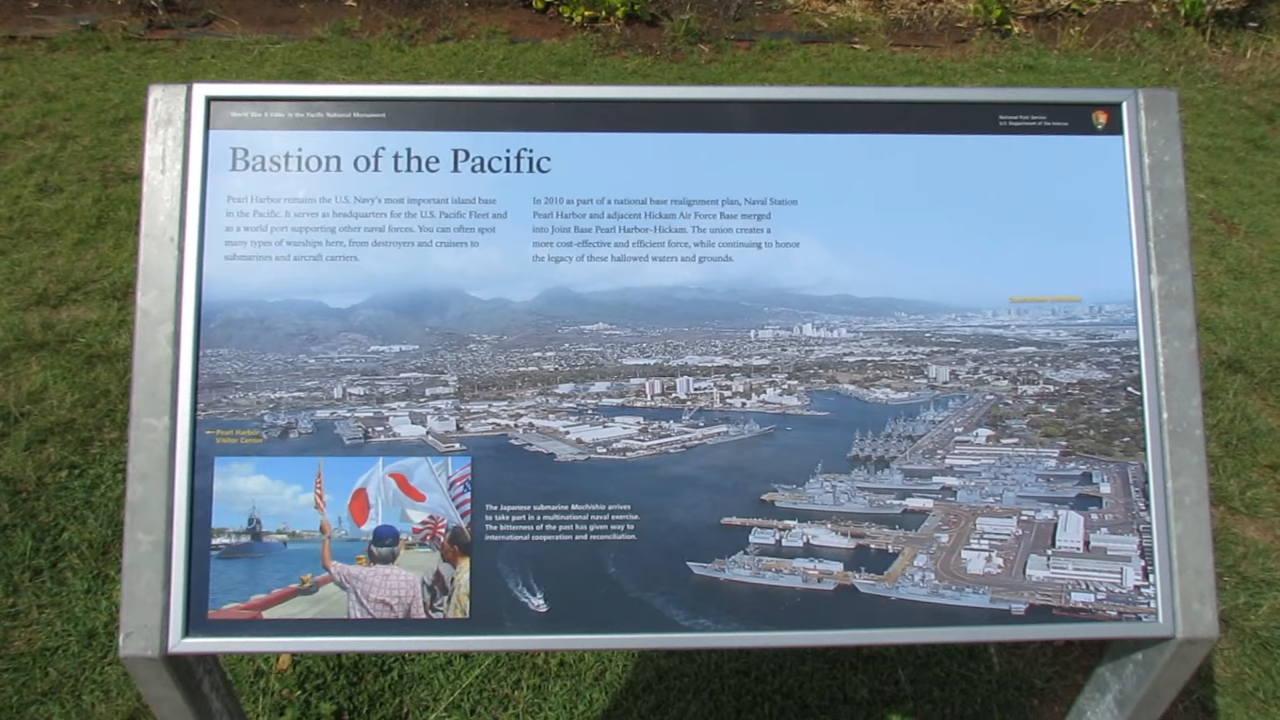 World War II Valor in the Pacific National Monument
National Park Service
U.S. Department of the Interior
Bastion of the Pacific
Pearl Harbor remains the U.S. Navy's most important island base
in the Pacific. It serves as headquarters for the U.S. Pacific Fleet and
as a world port supporting other naval forces. You can often spot
many types of warships here, from destroyers and cruisers to
submarines and aircraft carriers.
In 2010 as part of a national base realignment plan, Naval Station
Pearl Harbor and adjacent Hickam Air Force Base merged
into Joint Base Pearl Harbor-Hickam. The union creates a
more cost-effective and efficient force, while continuing to honor
the legacy of these hallowed waters and grounds.
Downtown Honolulu
Pearl Harbor
Visitor Center
The Japanese submarine Mochishio arrives
to take part in a multinational naval exercise.
The bitterness of the past has given way to
international cooperation and reconciliation.